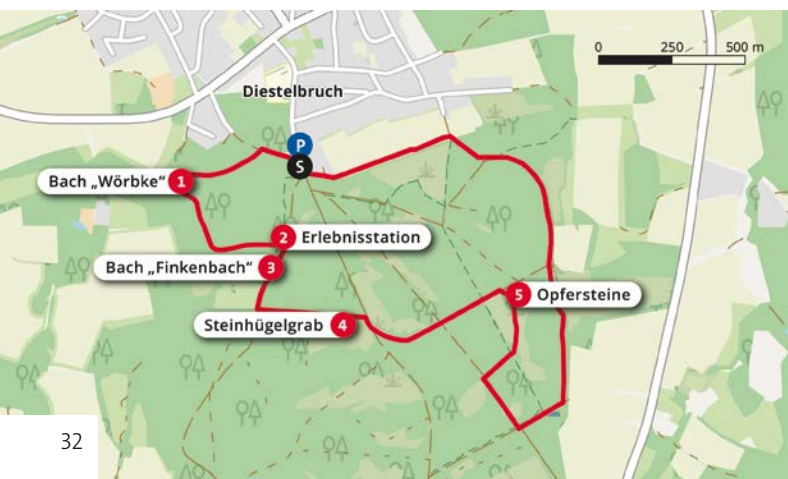 0 250 500 m
Diestelbruch
P
S
Bach „Wörbke“ 1
2 Erlebnisstation
Bach „Finkenbach“ 3
5 Opfersteine
Steinhügelgrab 4
32